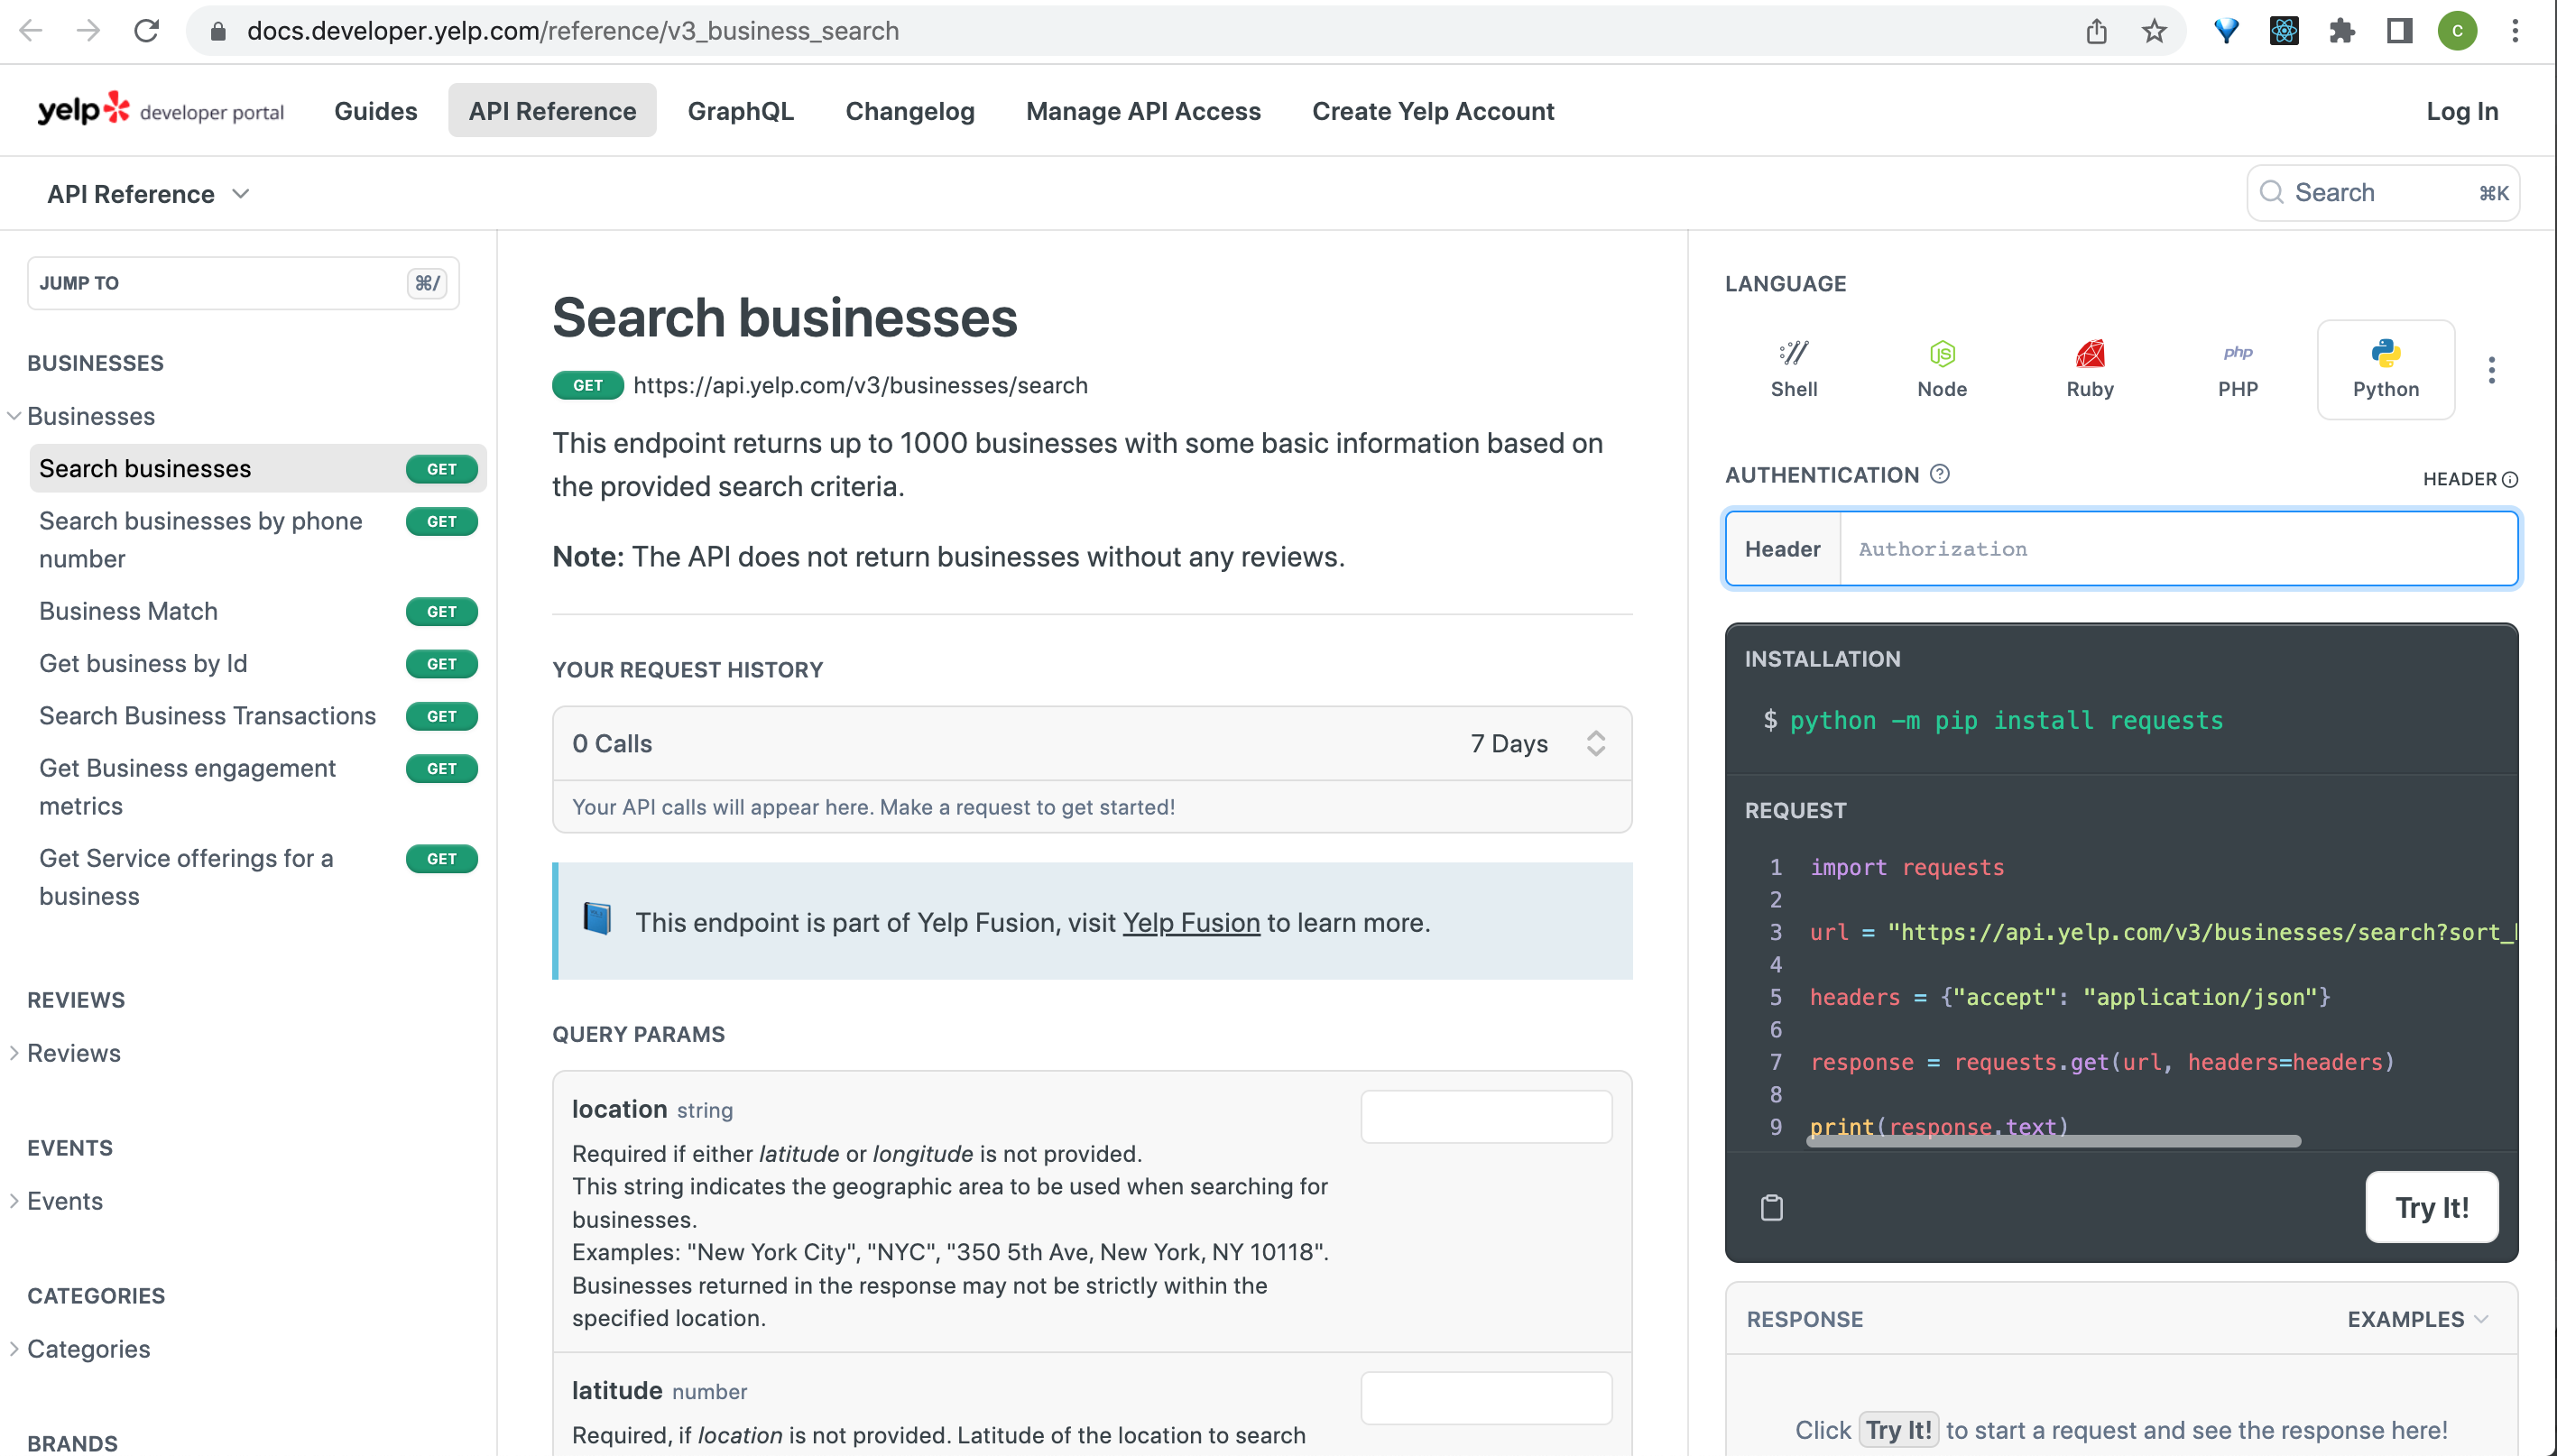 docs.developer.yelp.com/reference/v3_business_search
C
yelp developer portal
Guides
API Reference
GraphQL
Changelog
Manage API Access
Create Yelp Account
Log In
API Reference
Search ⌘K
JUMP TO ⌘/
BUSINESSES
Businesses
Search businesses GET
Search businesses by phone GET
number
Business Match GET
Get business by Id GET
Search Business Transactions GET
Get Business engagement GET
metrics
Get Service offerings for a GET
business
REVIEWS
Reviews
EVENTS
Events
CATEGORIES
Categories
BRANDS
Search businesses
GET https://api.yelp.com/v3/businesses/search
This endpoint returns up to 1000 businesses with some basic information based on
the provided search criteria.
Note: The API does not return businesses without any reviews.
YOUR REQUEST HISTORY
0 Calls 7 Days
Your API calls will appear here. Make a request to get started!
This endpoint is part of Yelp Fusion, visit Yelp Fusion to learn more.
QUERY PARAMS
location string
Required if either latitude or longitude is not provided.
This string indicates the geographic area to be used when searching for
businesses.
Examples: "New York City", "NYC", "350 5th Ave, New York, NY 10118".
Businesses returned in the response may not be strictly within the
specified location.
latitude number
Required, if location is not provided. Latitude of the location to search
LANGUAGE
Shell
JS
Node
Ruby
php
PHP
Python
AUTHENTICATION ?
HEADER
Header Authorization
INSTALLATION
$ python -m pip install requests
REQUEST
1 import requests
2
3 url = "https://api.yelp.com/v3/businesses/search?sort_
4
5 headers = {"accept": "application/json"}
6
7 response = requests.get(url, headers=headers)
8
9 print(response.text)
Try It!
RESPONSE EXAMPLES
Click Try It! to start a request and see the response here!